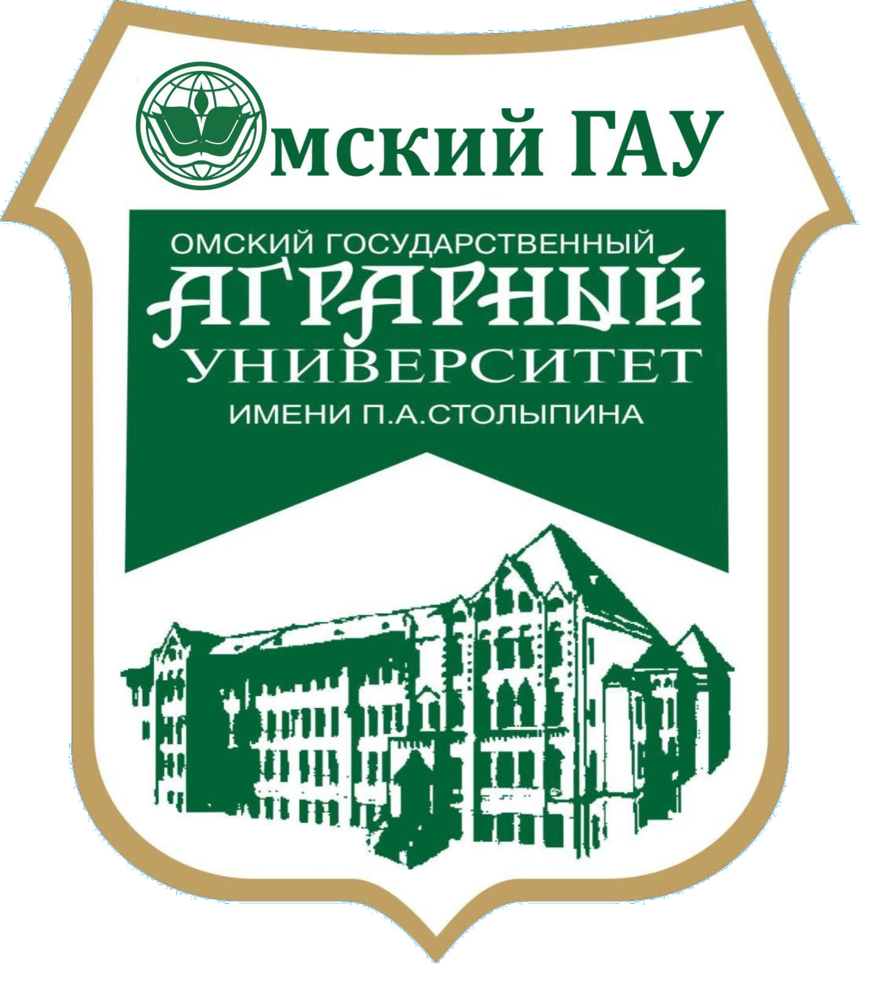 Омский ГАУ
ОМСКИЙ ГОСУДАРСТВЕННЫЙ
АГРАРНЫЙ
УНИВЕРСИТЕТ
ИМЕНИ П.А.СТОЛЫПИНА